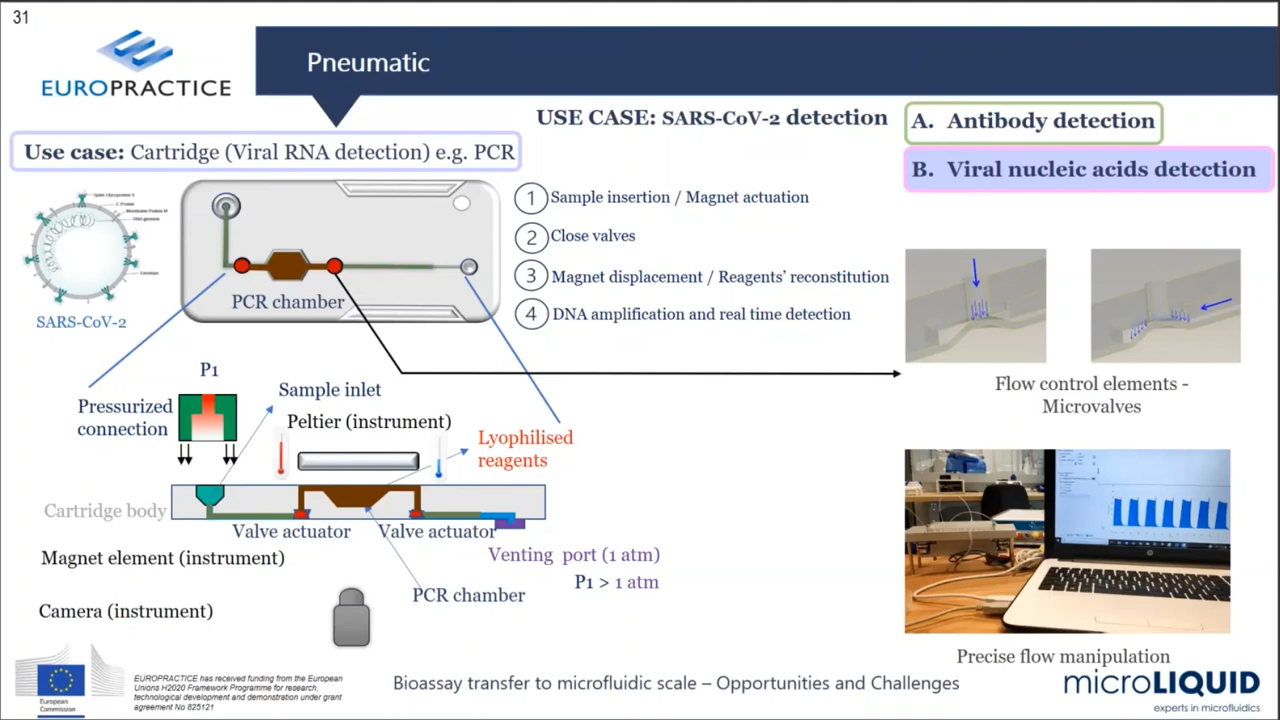 31
EUROPRACTICE
Pneumatic
USE CASE: SARS-CoV-2 detection
A. Antibody detection
B. Viral nucleic acids detection
Use case: Cartridge (Viral RNA detection) e.g. PCR
SARS-CoV-2
PCR chamber
1 Sample insertion / Magnet actuation
2 Close valves
3 Magnet displacement / Reagents' reconstitution
4 DNA amplification and real time detection
Flow control elements -
Microvalves
P1
Pressurized
connection
Sample inlet
Peltier (instrument)
Lyophilised
reagents
Cartridge body
Valve actuator
Valve actuator
Venting port (1 atm)
P1 > 1 atm
Magnet element (instrument)
PCR chamber
Camera (instrument)
Precise flow manipulation
European
Commission
EUROPRACTICE has received funding from the European
Unions H2020 Framework Programme for research,
technological development and demonstration under grant
agreement No 825121
Bioassay transfer to microfluidic scale – Opportunities and Challenges
microLIQUID
experts in microfluidics